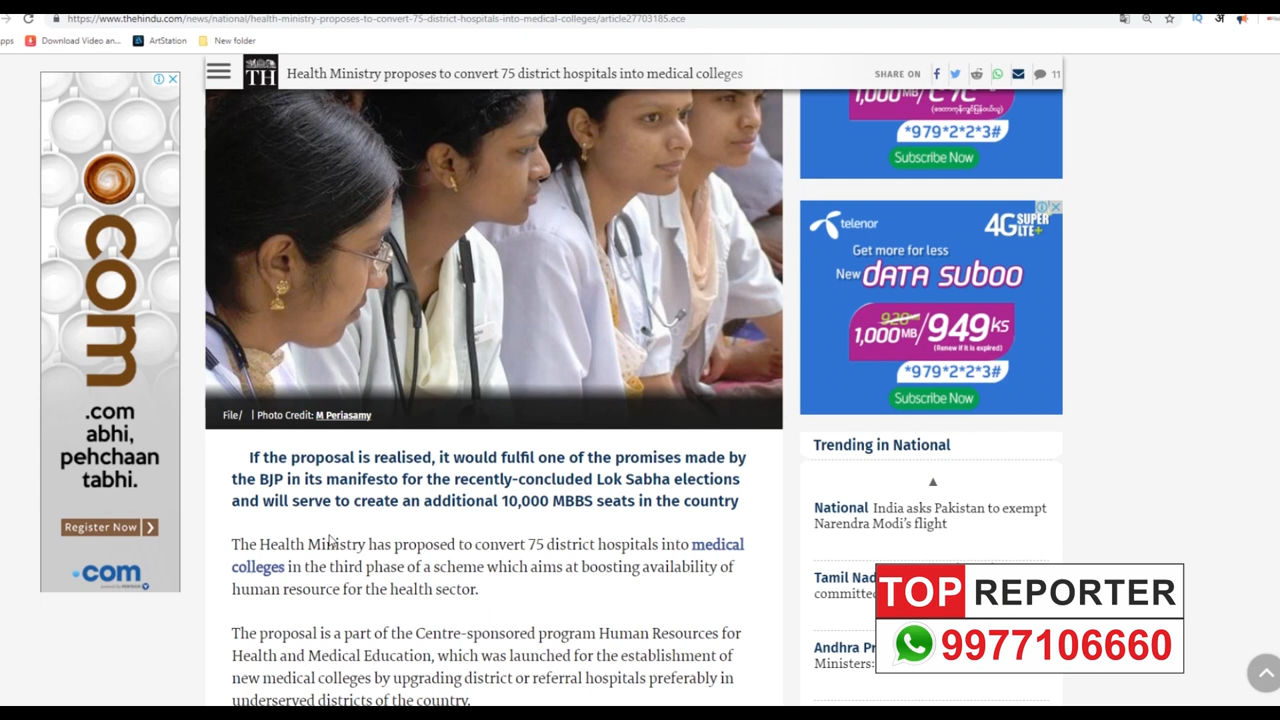 https://www.thehindu.com/news/national/health-ministry-proposes-to-convert-75-district-hospitals-into-medical-colleges/article27703185.ece
Download Video an...
ArtStation
New folder
TH
Health Ministry proposes to convert 75 district hospitals into medical colleges
SHARE ON
11
com
.com
abhi,
pehchaan
tabhi.
Register Now
.com
File/ | Photo Credit: M Periasamy
If the proposal is realised, it would fulfil one of the promises made by
the BJP in its manifesto for the recently-concluded Lok Sabha elections
and will serve to create an additional 10,000 MBBS seats in the country
The Health Ministry has proposed to convert 75 district hospitals into medical
colleges in the third phase of a scheme which aims at boosting availability of
human resource for the health sector.
The proposal is a part of the Centre-sponsored program Human Resources for
Health and Medical Education, which was launched for the establishment of
new medical colleges by upgrading district or referral hospitals preferably in
underserved districts of the country.
*979*2*2*3#
Subscribe Now
telenor
4G SUPER LTE+
Get more for less
New DATA SUBOO
920
1,000MB/949ks
(Renew if it is expired)
*979*2*2*3#
Subscribe Now
Trending in National
National India asks Pakistan to exempt
Narendra Modi's flight
Tamil Nad
committe
Andhra Pr
Ministers:
TOP REPORTER
9977106660